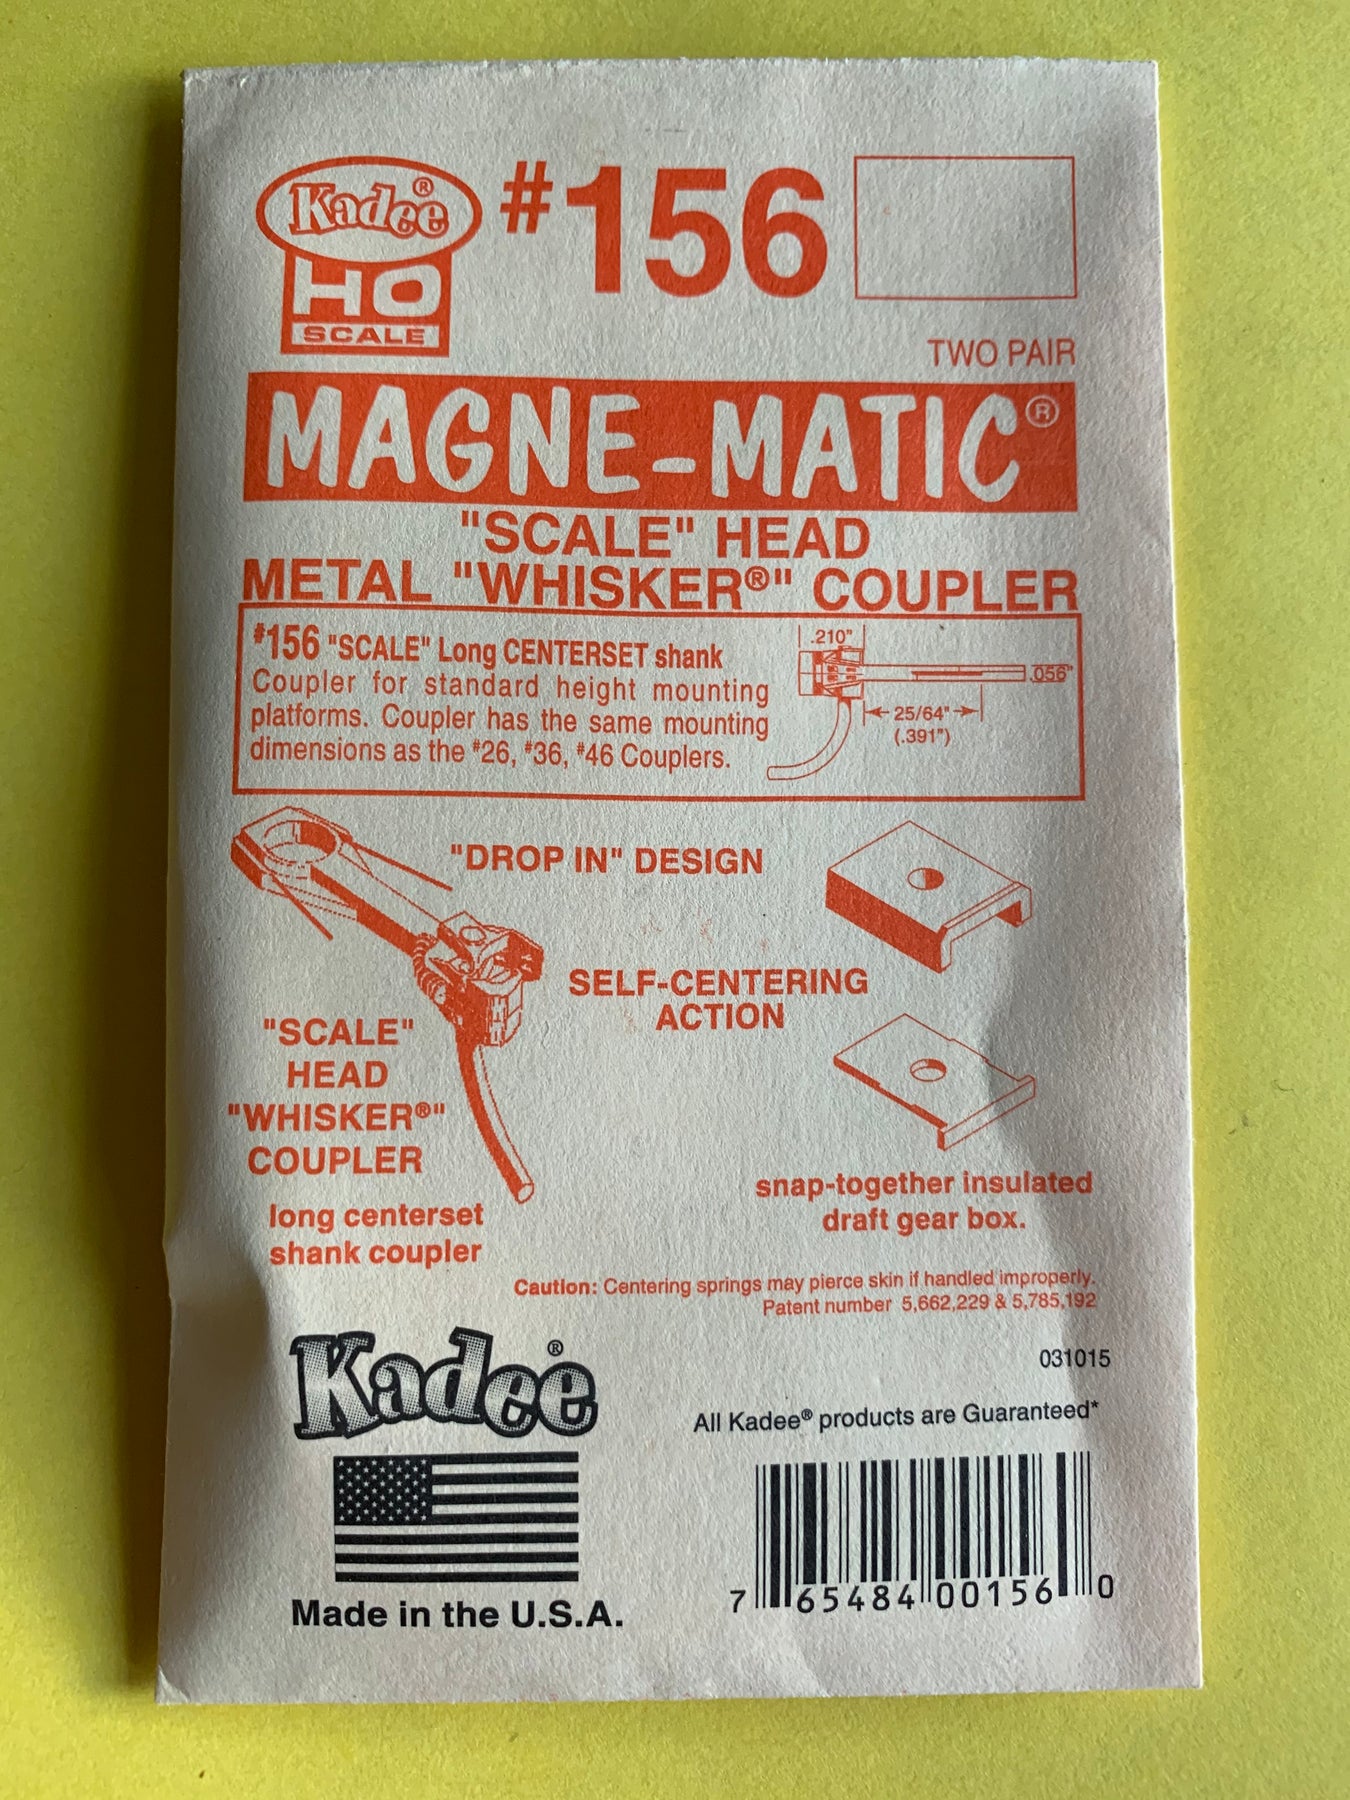 Kadee®
HO
SCALE
#156
TWO PAIR
MAGNE-MATIC®
"SCALE" HEAD
METAL "WHISKER®" COUPLER
#156 "SCALE" Long CENTERSET shank
Coupler for standard height mounting
platforms. Coupler has the same mounting
dimensions as the #26, #36, #46 Couplers.
.210"
.056"
25/64"
(.391")
"DROP IN" DESIGN
SELF-CENTERING
ACTION
"SCALE"
HEAD
"WHISKER®"
COUPLER
long centerset
shank coupler
snap-together insulated
draft gear box.
Caution: Centering springs may pierce skin if handled improperly.
Patent number 5,662,229 & 5,785,192
Kadee®
031015
All Kadee® products are Guaranteed*
Made in the U.S.A.
7 65484 00156 0